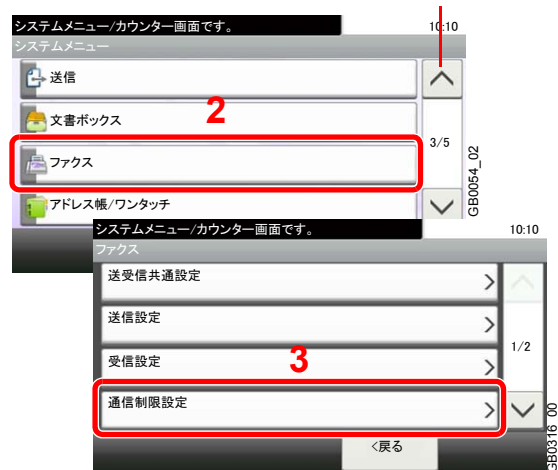 システムメニュー/カウンター画面です。
10:10
システムメニュー
送信
文書ボックス
2
ファクス
3/5
アドレス帳/ワンタッチ
GB0054_02
システムメニュー/カウンター画面です。
10:10
ファクス
送受信共通設定
送信設定
受信設定
3
1/2
通信制限設定
<戻る
GB0316_00